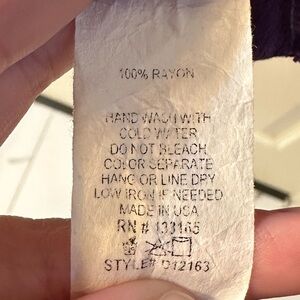 100% RAYON
HAND WASH WITH
COLD WATER
DO NOT BLEACH
COLOR SEPARATE
HANG OR LINE DRY
LOW IRON IF NEEDED
MADE IN USA
RN # 133165
STYLE# D12163